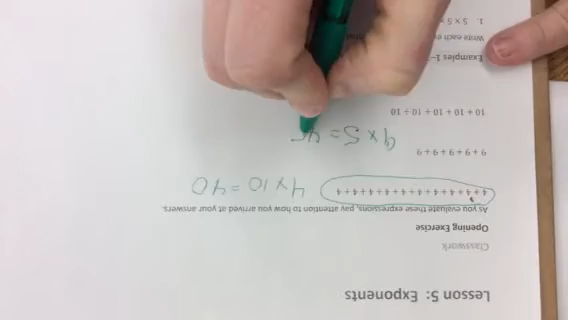 Lesson 5: Exponents
Classwork
Opening Exercise
As you evaluate these expressions, pay attention to how you arrived at your answers.
4+4+4+4+4+4+4+4+4+4 4 x 10 = 40
9+9+9+9+9
9 x 5 = 45
10+10+10+10+10
Examples 1–
Write each
1. 5 × 5 ×